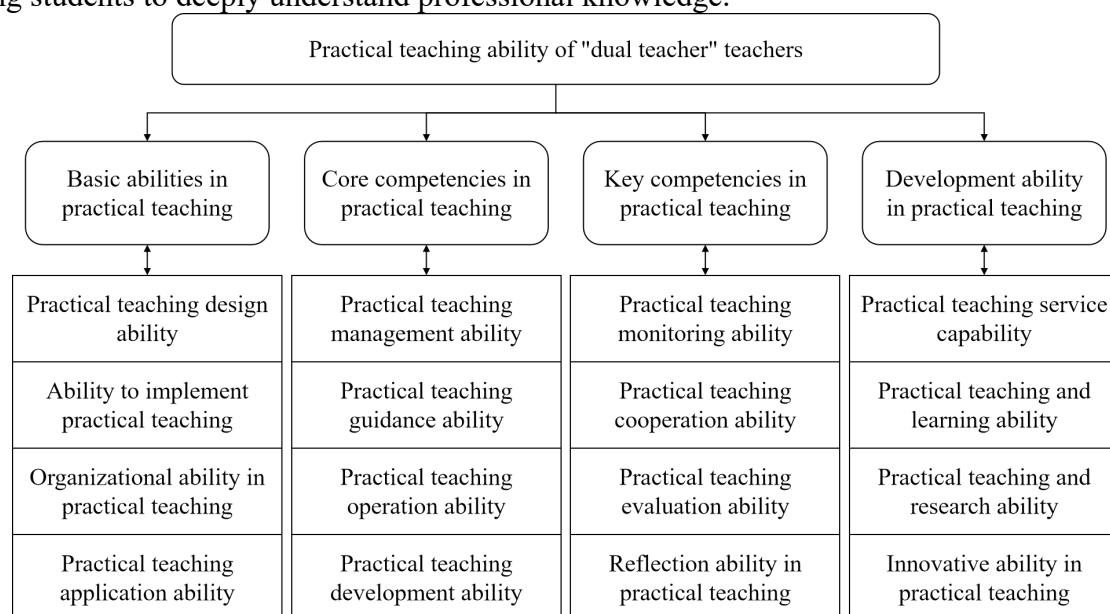 ng students to deeply understand professional knowledge.
Practical teaching ability of "dual teacher" teachers
Basic abilities in
practical teaching
Core competencies in
practical teaching
Key competencies in
practical teaching
Development ability
in practical teaching
Practical teaching design
ability
Ability to implement
practical teaching
Organizational ability in
practical teaching
Practical teaching
application ability
Practical teaching
management ability
Practical teaching
guidance ability
Practical teaching
operation ability
Practical teaching
development ability
Practical teaching
monitoring ability
Practical teaching
cooperation ability
Practical teaching
evaluation ability
Reflection ability in
practical teaching
Practical teaching service
capability
Practical teaching and
learning ability
Practical teaching and
research ability
Innovative ability in
practical teaching